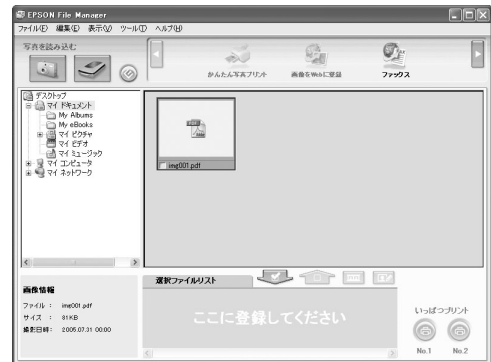 EPSON File Manager
ファイル(F) 編集(E) 表示(V) ツール(T) ヘルプ(H)
写真を読み込む
かんたん写真プリント 画像をWebに登録 ファックス
デスクトップ
マイ ドキュメント
My Albums
My eBooks
マイ ピクチャ
マイ ビデオ
マイ ミュージック
マイ コンピュータ
マイ ネットワーク
img001.pdf
選択ファイルリスト
画像情報
ファイル : img001.pdf
サイズ : 81KB
撮影日時: 2005.07.31 00:00
ここに登録してください
いっぱつプリント
No.1 No.2